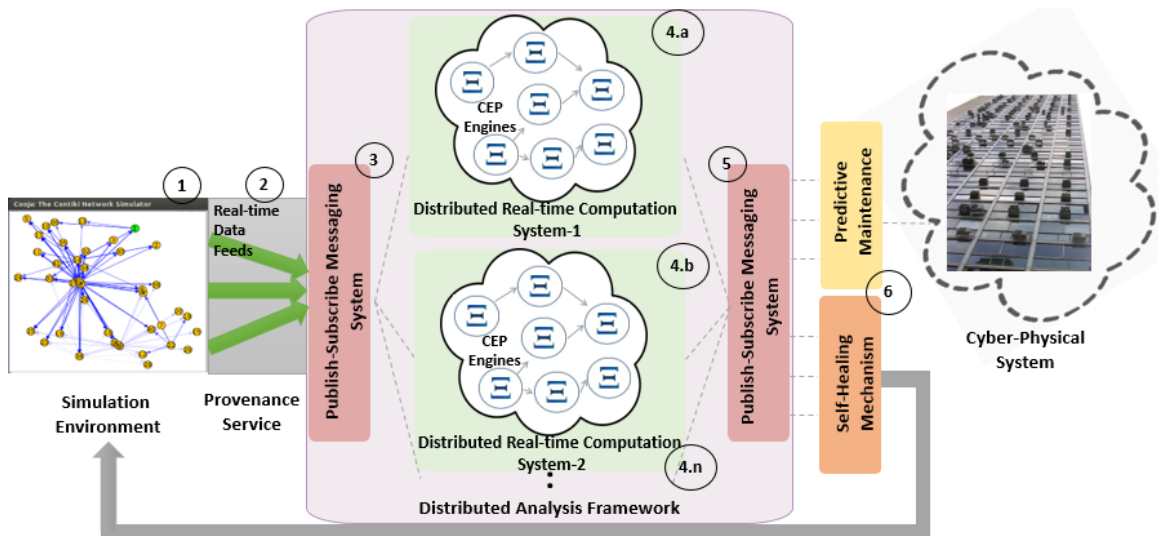 1
Cooja: The Contiki Network Simulator
2
Real-time
Data
Feeds
Simulation
Environment
Provenance
Service
3
Publish-Subscribe Messaging
System
4.a
Ξ
Ξ
Ξ
Ξ
Ξ
Ξ
Ξ
CEP
Engines
Distributed Real-time Computation
System-1
4.b
Ξ
Ξ
Ξ
Ξ
Ξ
Ξ
Ξ
CEP
Engines
Distributed Real-time Computation
System-2
4.n
Distributed Analysis Framework
5
Publish-Subscribe Messaging
System
Predictive
Maintenance
6
Self-Healing
Mechanism
Cyber-Physical
System